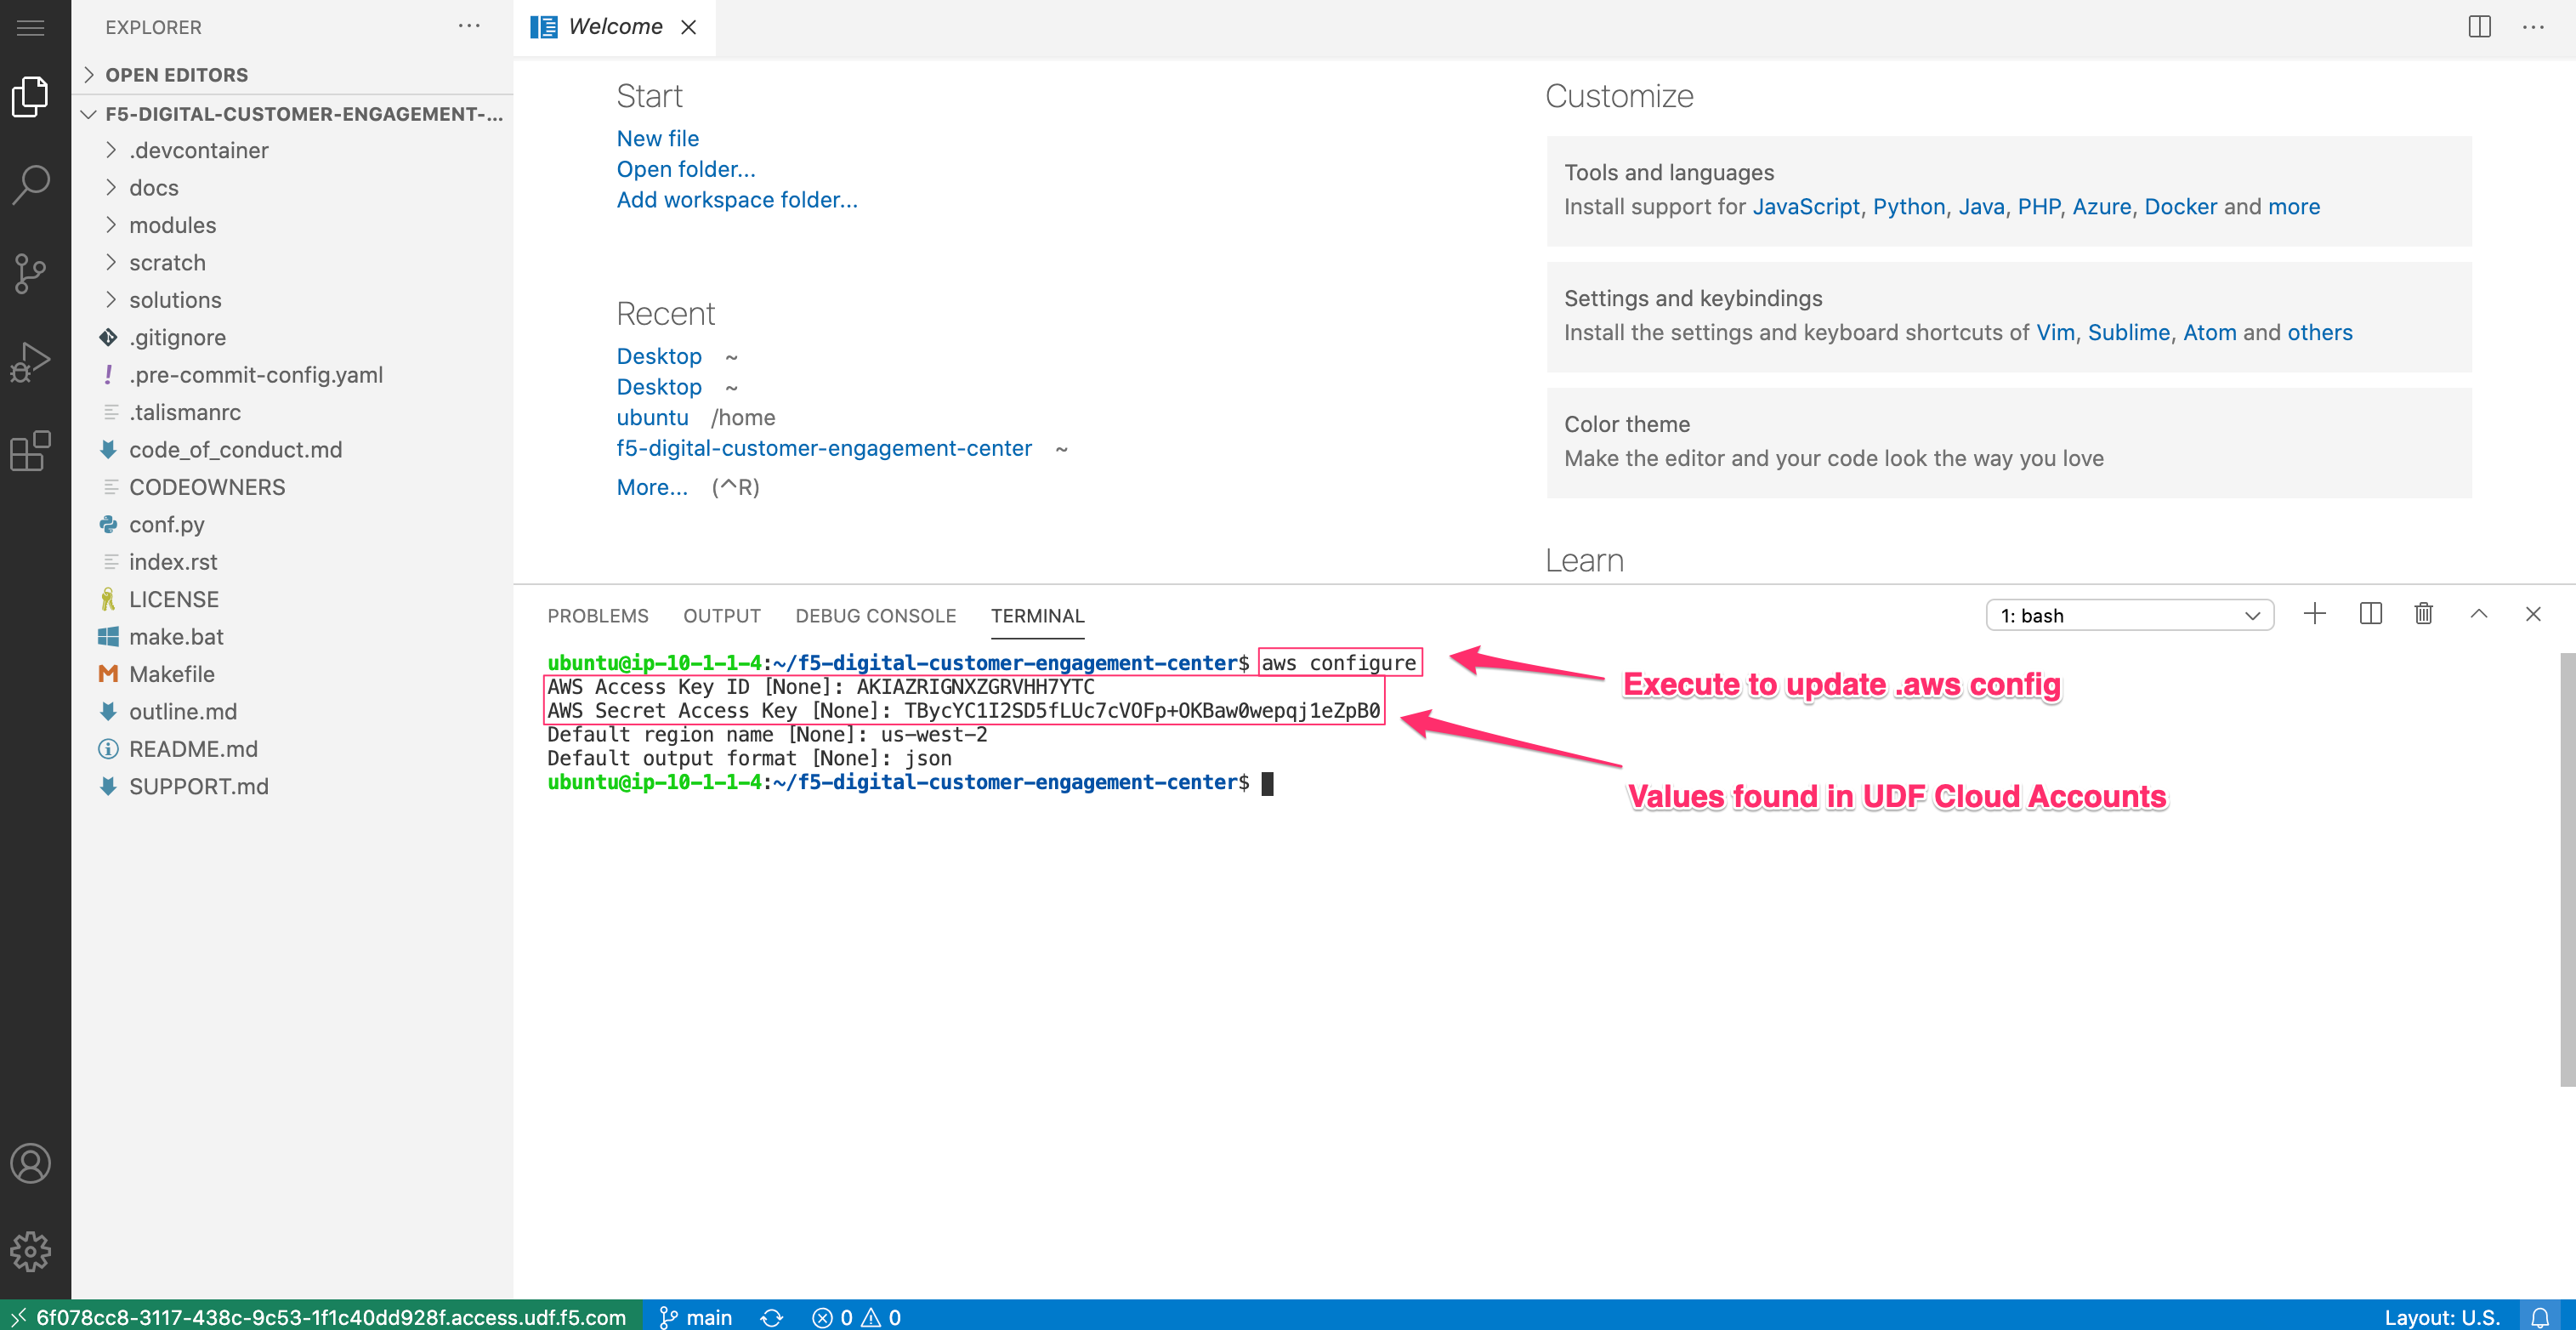 EXPLORER
OPEN EDITORS
F5-DIGITAL-CUSTOMER-ENGAGEMENT-...
.devcontainer
docs
modules
scratch
solutions
.gitignore
.pre-commit-config.yaml
.talismanrc
code_of_conduct.md
CODEOWNERS
conf.py
index.rst
LICENSE
make.bat
Makefile
outline.md
README.md
SUPPORT.md
Welcome
Start
New file
Open folder...
Add workspace folder...
Recent
Desktop ~
Desktop ~
ubuntu /home
f5-digital-customer-engagement-center ~
More... (^R)
Customize
Tools and languages
Install support for JavaScript, Python, Java, PHP, Azure, Docker and more
Settings and keybindings
Install the settings and keyboard shortcuts of Vim, Sublime, Atom and others
Color theme
Make the editor and your code look the way you love
Learn
PROBLEMS OUTPUT DEBUG CONSOLE TERMINAL
1: bash
ubuntu@ip-10-1-1-4:~/f5-digital-customer-engagement-center$ aws configure
AWS Access Key ID [None]: AKIAZRIGNXZGRVHH7YTC
AWS Secret Access Key [None]: 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
Default region name [None]: us-west-2
Default output format [None]: json
ubuntu@ip-10-1-1-4:~/f5-digital-customer-engagement-center$
Execute to update .aws config
Values found in UDF Cloud Accounts
6f078cc8-3117-438c-9c53-1f1c40dd928f.access.udf.f5.com main 0 0 Layout: U.S.